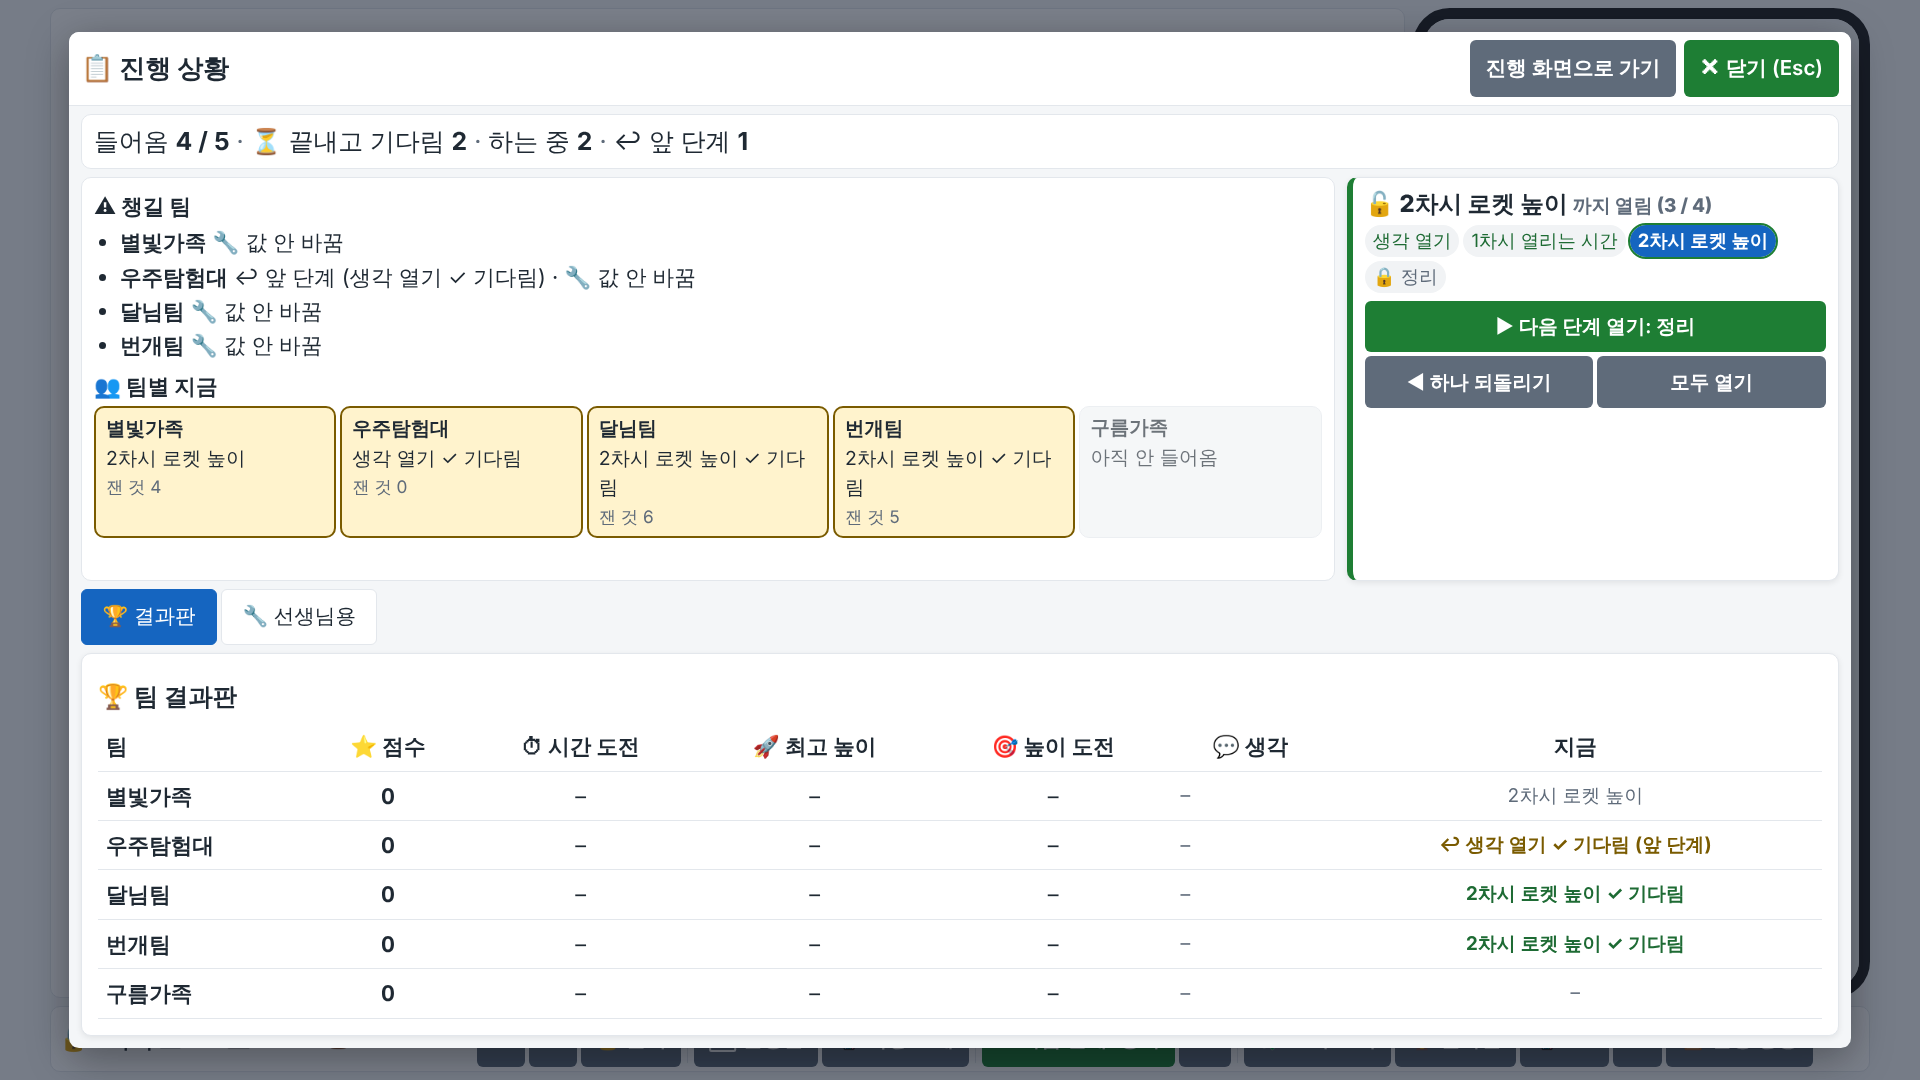 📋 진행 상황
진행 화면으로 가기
✕ 닫기 (Esc)
들어옴 4 / 5 · ⏳ 끝내고 기다림 2 · 하는 중 2 · ↩ 앞 단계 1
⚠ 챙길 팀
• 별빛가족 🔧 값 안 바꿈
• 우주탐험대 ↩ 앞 단계 (생각 열기 ✓ 기다림) · 🔧 값 안 바꿈
• 달님팀 🔧 값 안 바꿈
• 번개팀 🔧 값 안 바꿈
👥 팀별 지금
별빛가족
2차시 로켓 높이
잰 것 4
우주탐험대
생각 열기 ✓ 기다림
잰 것 0
달님팀
2차시 로켓 높이 ✓ 기다
림
잰 것 6
번개팀
2차시 로켓 높이 ✓ 기다
림
잰 것 5
구름가족
아직 안 들어옴
🔓 2차시 로켓 높이 까지 열림 (3 / 4)
생각 열기 1차시 열리는 시간 2차시 로켓 높이
🔒 정리
▶ 다음 단계 열기: 정리
◀ 하나 되돌리기 모두 열기
🏆 결과판 🔧 선생님용
🏆 팀 결과판
팀 ⭐ 점수 ⏱ 시간 도전 🚀 최고 높이 🎯 높이 도전 💬 생각 지금
별빛가족 0 – – – – 2차시 로켓 높이
우주탐험대 0 – – – – ↩ 생각 열기 ✓ 기다림 (앞 단계)
달님팀 0 – – – – 2차시 로켓 높이 ✓ 기다림
번개팀 0 – – – – 2차시 로켓 높이 ✓ 기다림
구름가족 0 – – – – –